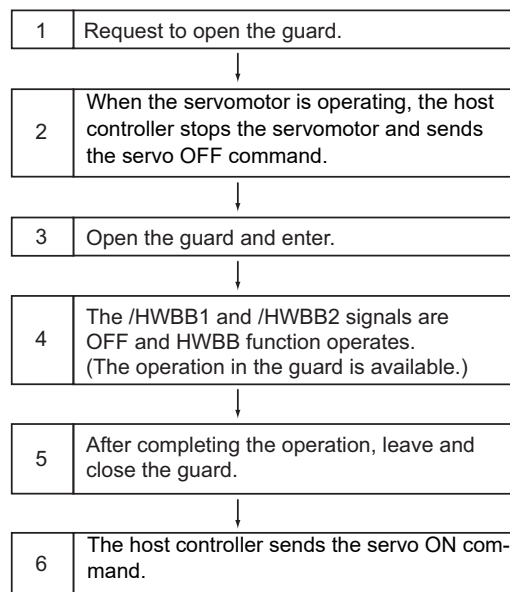 1 Request to open the guard.
When the servomotor is operating, the host
2 controller stops the servomotor and sends
the servo OFF command.
3 Open the guard and enter.
The /HWBB1 and /HWBB2 signals are
4 OFF and HWBB function operates.
(The operation in the guard is available.)
5 After completing the operation, leave and
close the guard.
6 The host controller sends the servo ON com-
mand.